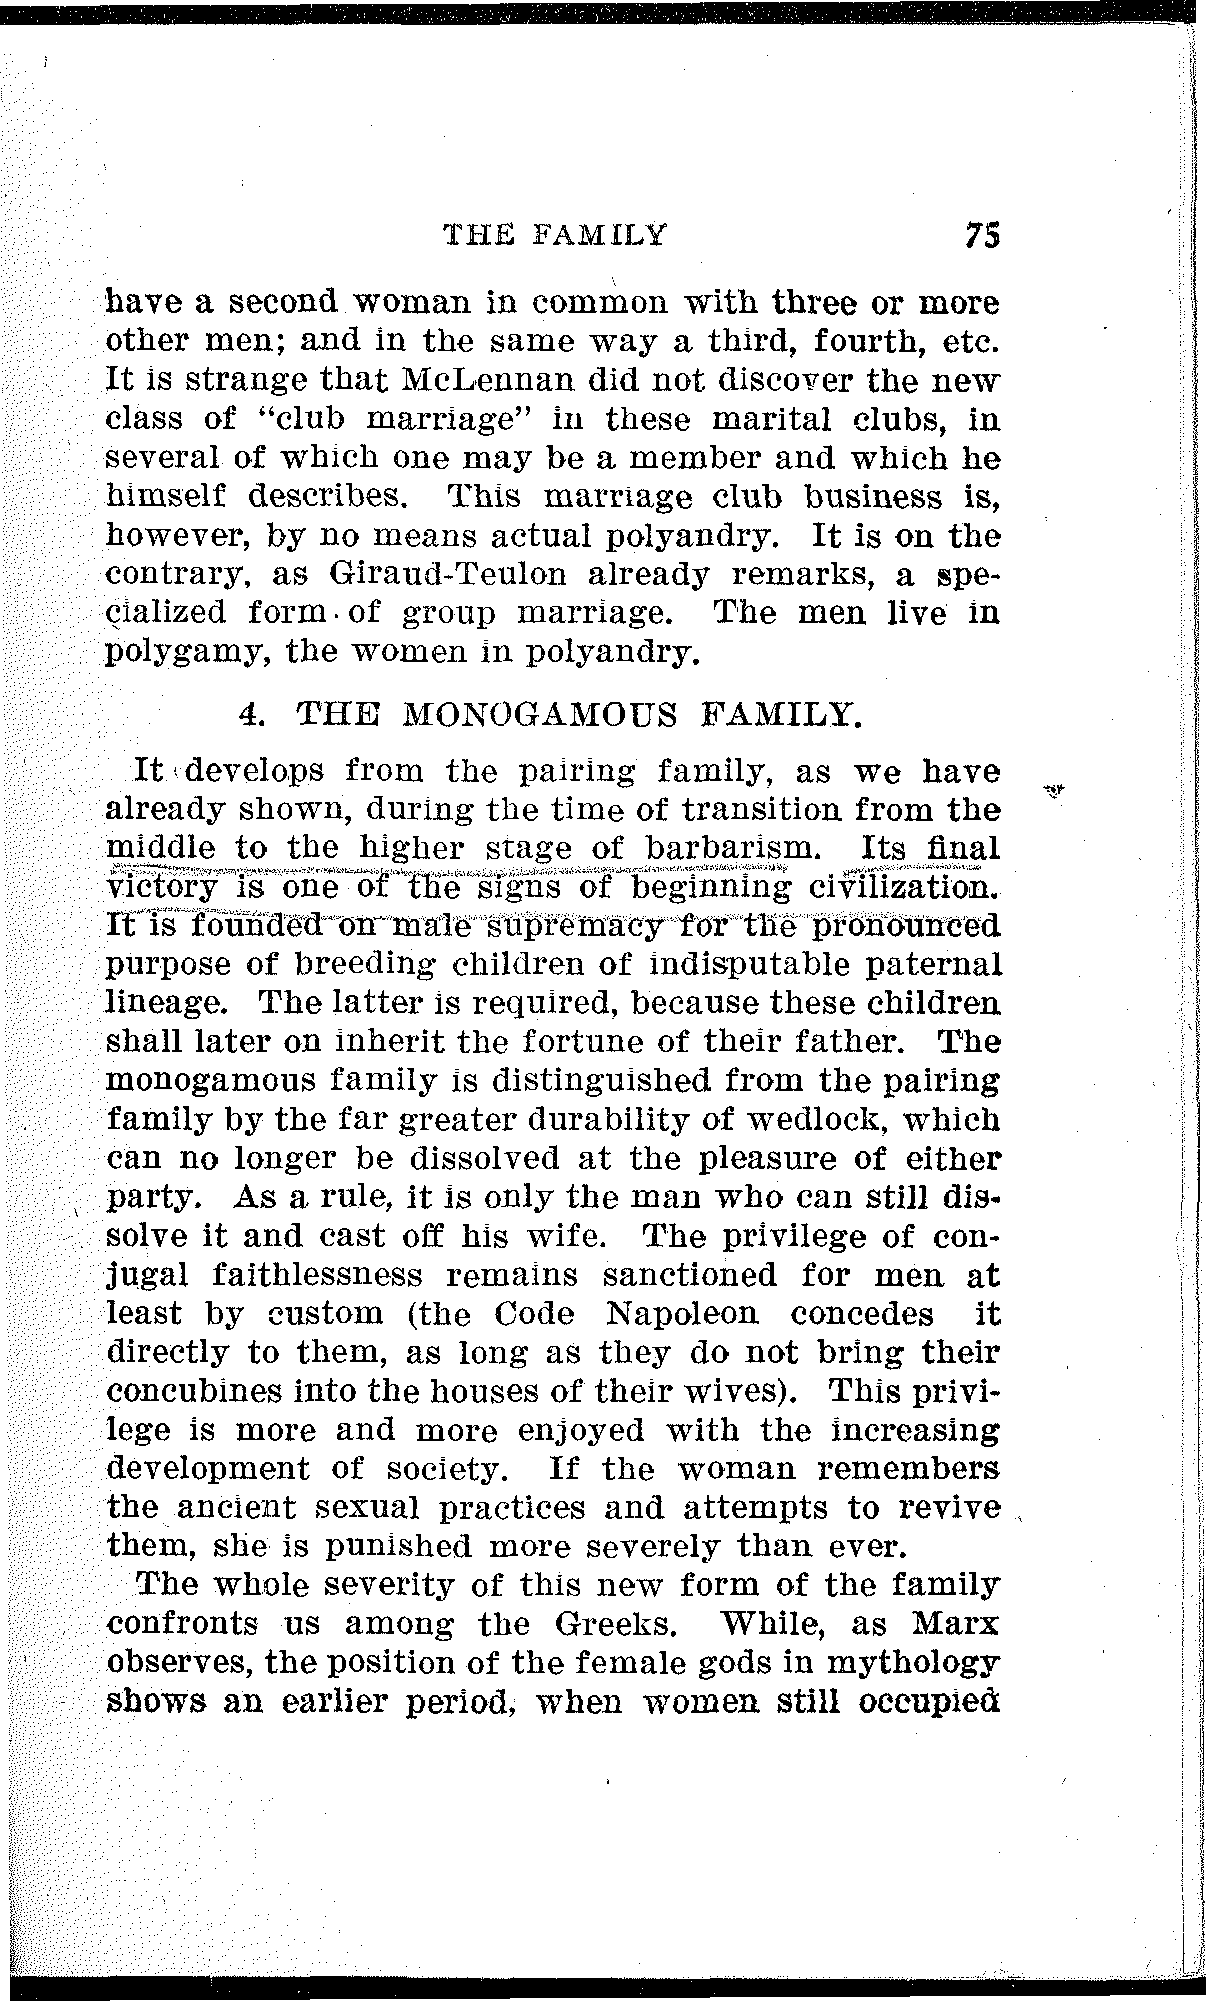 THE FAMILY 75
have a second woman in common with three or more
other men; and in the same way a third, fourth, etc.
It is strange that McLennan did not discover the new
class of “club marriage” in these marital clubs, in
several of which one may be a member and which he
himself describes. This marriage club business is,
however, by no means actual polyandry. It is on the
contrary, as Giraud-Teulon already remarks, a spe-
cialized form of group marriage. The men live in
polygamy, the women in polyandry.
4. THE MONOGAMOUS FAMILY.
It develops from the pairing family, as we have
already shown, during the time of transition from the
middle to the higher stage of barbarism. Its final
victory is one of the signs of beginning civilization.
It is founded on male supremacy for the pronounced
purpose of breeding children of indisputable paternal
lineage. The latter is required, because these children
shall later on inherit the fortune of their father. The
monogamous family is distinguished from the pairing
family by the far greater durability of wedlock, which
can no longer be dissolved at the pleasure of either
party. As a rule, it is only the man who can still dis-
solve it and cast off his wife. The privilege of con-
jugal faithlessness remains sanctioned for men at
least by custom (the Code Napoleon concedes it
directly to them, as long as they do not bring their
concubines into the houses of their wives). This privi-
lege is more and more enjoyed with the increasing
development of society. If the woman remembers
the ancient sexual practices and attempts to revive
them, she is punished more severely than ever.
The whole severity of this new form of the family
confronts us among the Greeks. While, as Marx
observes, the position of the female gods in mythology
shows an earlier period, when women still occupied